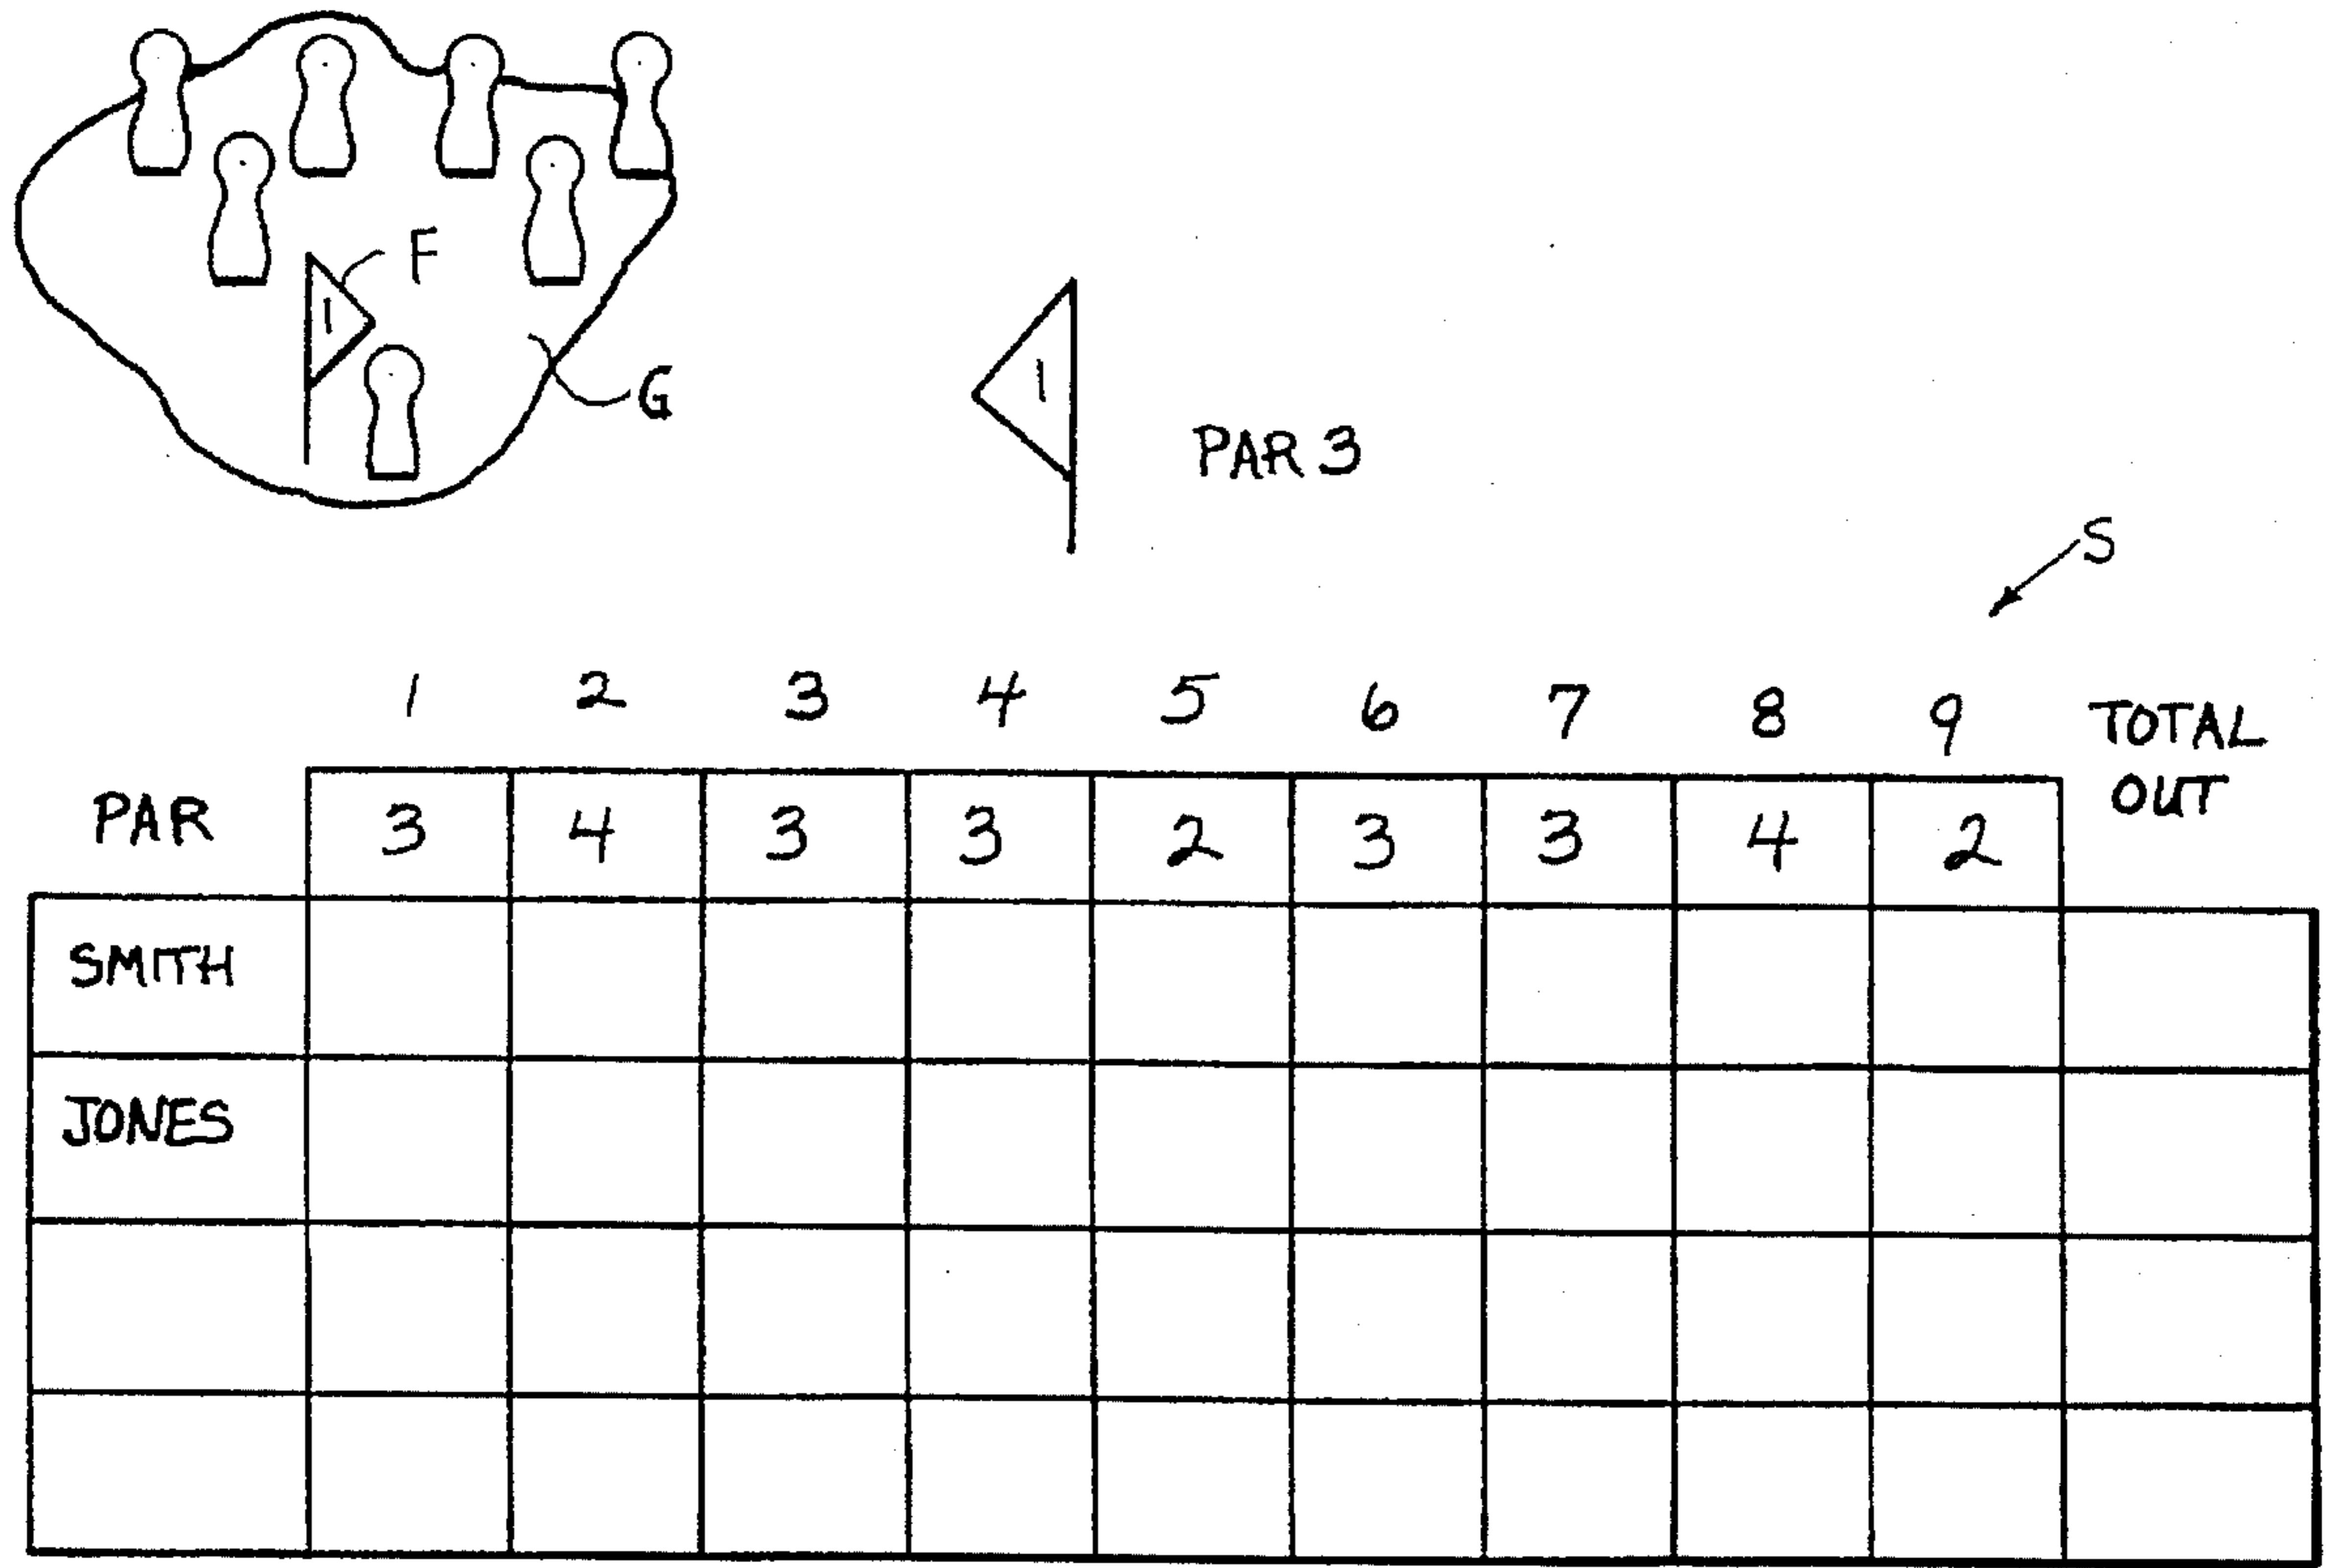 F
1
G
1
PAR 3
S
1 2 3 4 5 6 7 8 9 TOTAL OUT
PAR 3 4 3 3 2 3 3 4 2
SMITH
JONES